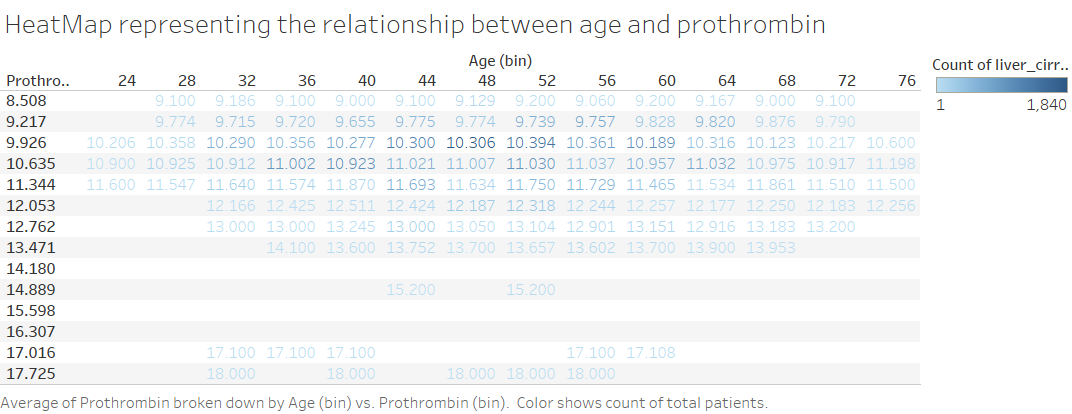 HeatMap representing the relationship between age and prothrombin
Age (bin)
Prothro.. 24 28 32 36 40 44 48 52 56 60 64 68 72 76
8.508 9.100 9.186 9.100 9.000 9.100 9.129 9.200 9.060 9.200 9.167 9.000 9.100
9.217 9.774 9.715 9.720 9.655 9.775 9.774 9.739 9.757 9.828 9.820 9.876 9.790
9.926 10.206 10.358 10.290 10.356 10.277 10.300 10.306 10.394 10.361 10.189 10.316 10.123 10.217 10.600
10.635 10.900 10.925 10.912 11.002 10.923 11.021 11.007 11.030 11.037 10.957 11.032 10.975 10.917 11.198
11.344 11.600 11.547 11.640 11.574 11.870 11.693 11.634 11.750 11.729 11.465 11.534 11.861 11.510 11.500
12.053 12.166 12.425 12.511 12.424 12.187 12.318 12.244 12.257 12.177 12.250 12.183 12.256
12.762 13.000 13.000 13.245 13.000 13.050 13.104 12.901 13.151 12.916 13.183 13.200
13.471 14.100 13.600 13.752 13.700 13.657 13.602 13.700 13.900 13.953
14.180
14.889 15.200 15.200
15.598
16.307
17.016 17.100 17.100 17.100 17.100 17.108
17.725 18.000 18.000 18.000 18.000 18.000
Average of Prothrombin broken down by Age (bin) vs. Prothrombin (bin). Color shows count of total patients.
Count of liver_cirr..
1 1,840